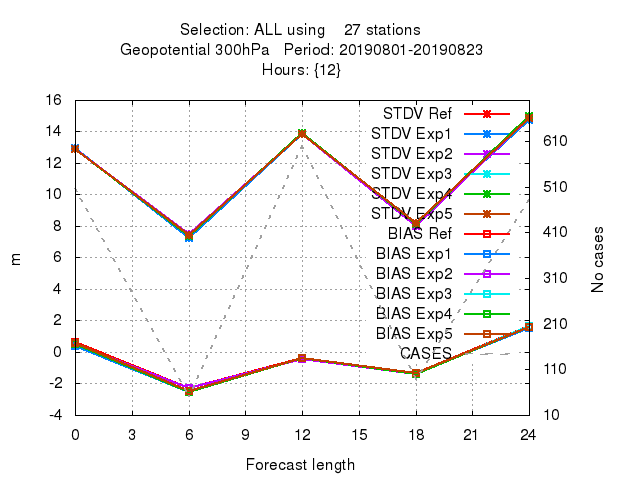 Selection: ALL using    27 stations
Geopotential 300hPa   Period: 20190801-20190823
Hours: {12}
16
14
12
10
8
6
4
2
0
-2
-4
m
STDV Ref
STDV Exp1
STDV Exp2
STDV Exp3
STDV Exp4
STDV Exp5
BIAS Ref
BIAS Exp1
BIAS Exp2
BIAS Exp3
BIAS Exp4
BIAS Exp5
CASES
610
510
410
310
210
110
10
No cases
0 3 6 9 12 15 18 21 24
Forecast length